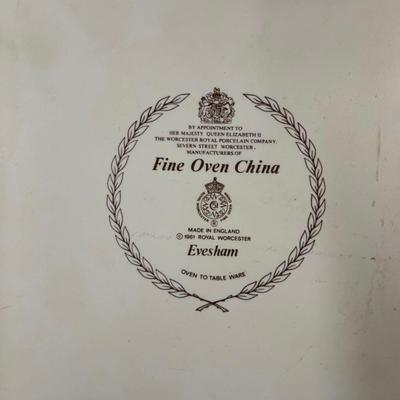 BY APPOINTMENT TO
HER MAJESTY QUEEN ELIZABETH II
THE WORCESTER ROYAL PORCELAIN COMPANY.
SEVERN STREET WORCESTER.
MANUFACTURERS OF
Fine Oven China
®
MADE IN ENGLAND
© 1961 ROYAL WORCESTER
Evesham
OVEN TO TABLE WARE